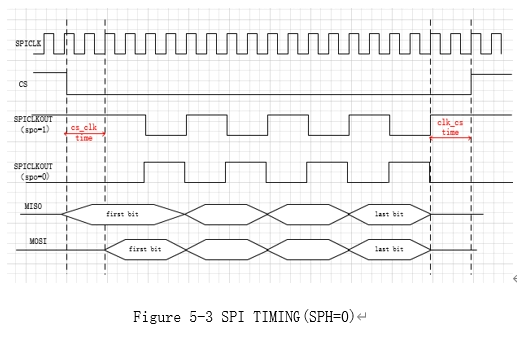 SPICLK
CS
SPICLKOUT
(spo=1)
cs_clk
time
clk_cs
time
SPICLKOUT
(spo=0)
MISO
first bit
last bit
MOSI
first bit
last bit
Figure 5-3 SPI TIMING(SPH=0)